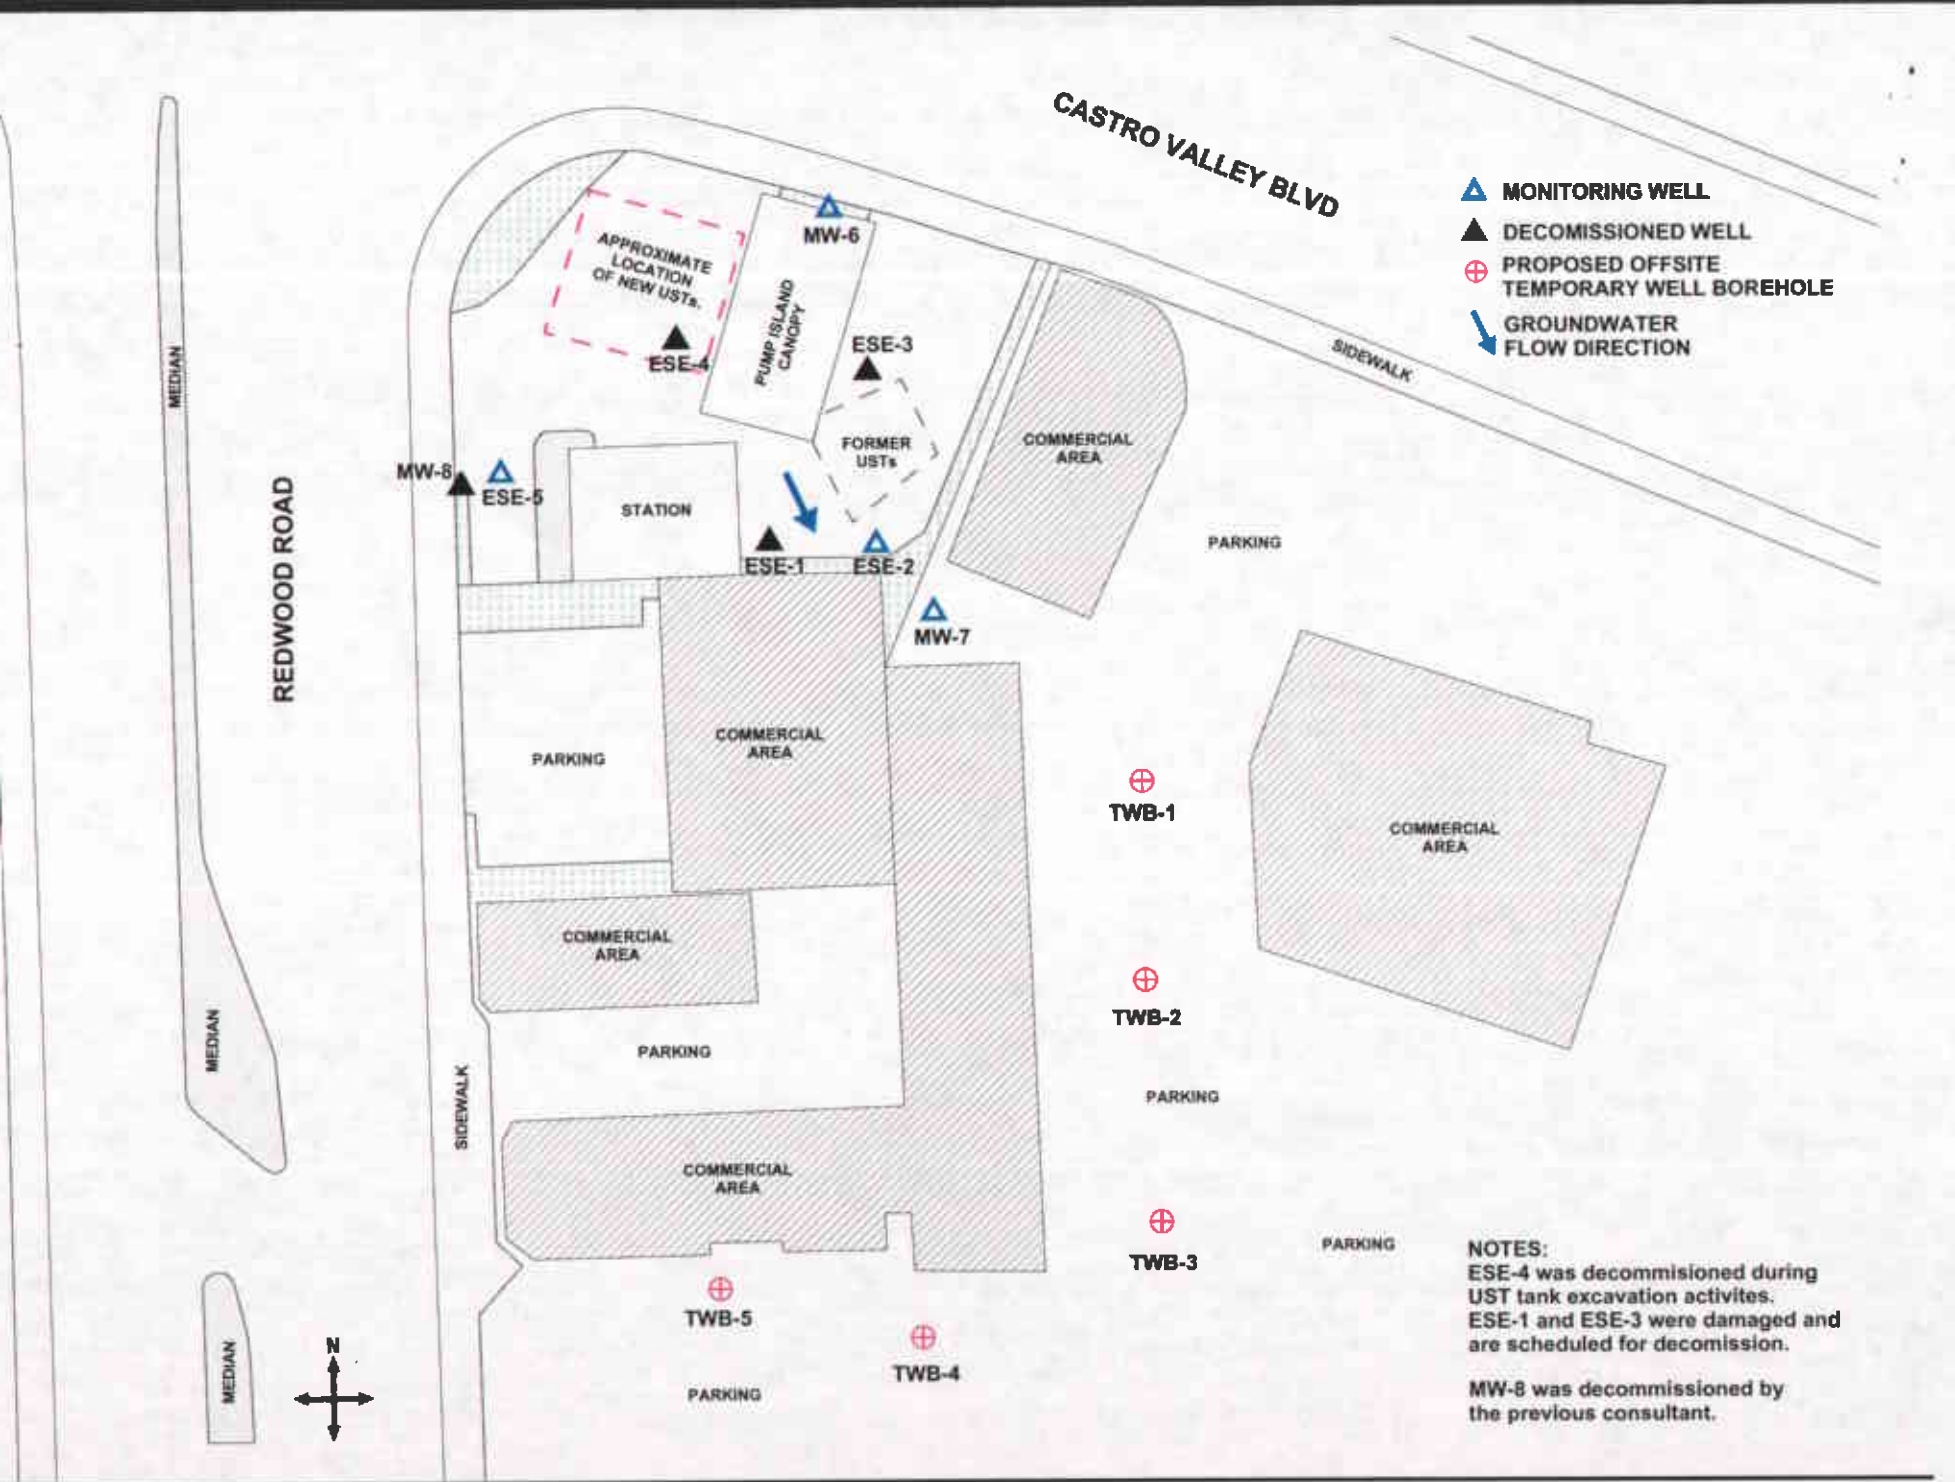 CASTRO VALLEY BLVD
MONITORING WELL
DECOMISSIONED WELL
PROPOSED OFFSITE
TEMPORARY WELL BOREHOLE
GROUNDWATER
FLOW DIRECTION
SIDEWALK
MW-6
APPROXIMATE
LOCATION
OF NEW USTs.
ESE-4
PUMP ISLAND
CANOPY
ESE-3
FORMER
USTs
COMMERCIAL
AREA
MEDIAN
MW-8
ESE-5
STATION
ESE-1
ESE-2
MW-7
PARKING
REDWOOD ROAD
PARKING
COMMERCIAL
AREA
TWB-1
COMMERCIAL
AREA
COMMERCIAL
AREA
TWB-2
MEDIAN
PARKING
SIDEWALK
PARKING
COMMERCIAL
AREA
TWB-3
PARKING
TWB-5
TWB-4
PARKING
MEDIAN
N
NOTES:
ESE-4 was decommisioned during
UST tank excavation activites.
ESE-1 and ESE-3 were damaged and
are scheduled for decomission.
MW-8 was decommissioned by
the previous consultant.